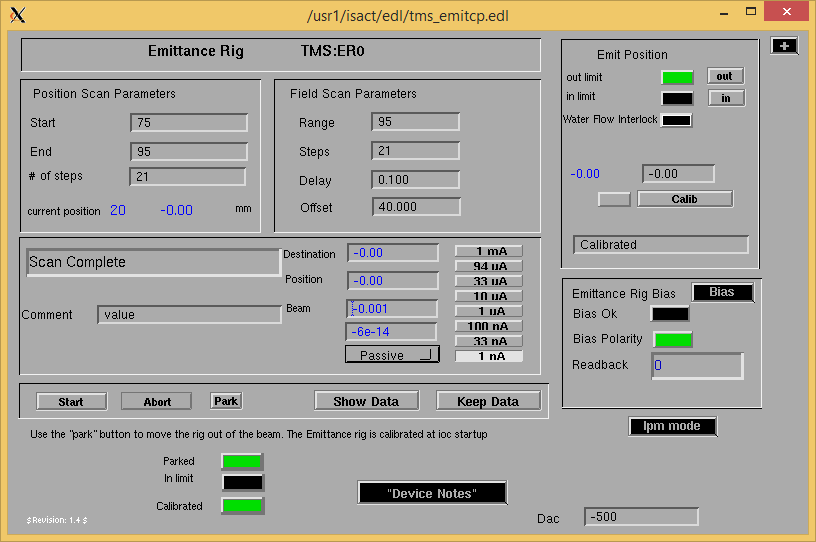 /usr1/isact/edl/tms_emitcp.edl
Emittance Rig TMS:ER0
+
Position Scan Parameters
Start 75
End 95
# of steps 21
current position 20 -0.00 mm
Field Scan Parameters
Range 95
Steps 21
Delay 0.100
Offset 40.000
Emit Position
out limit out
in limit in
Water Flow Interlock
-0.00 -0.00
Calib
Calibrated
Scan Complete
Comment value
Destination -0.00
Position -0.00
Beam -0.001
-6e-14
Passive
1 mA
94 uA
33 uA
10 uA
1 uA
100 nA
33 nA
1 nA
Emittance Rig Bias Bias
Bias Ok
Bias Polarity
Readback 0
Start Abort Park Show Data Keep Data
Ipm mode
Use the "park" button to move the rig out of the beam. The Emittance rig is calibrated at ioc startup
Parked
In limit
Calibrated
"Device Notes"
Dac -500
$Revision: 1.4 $